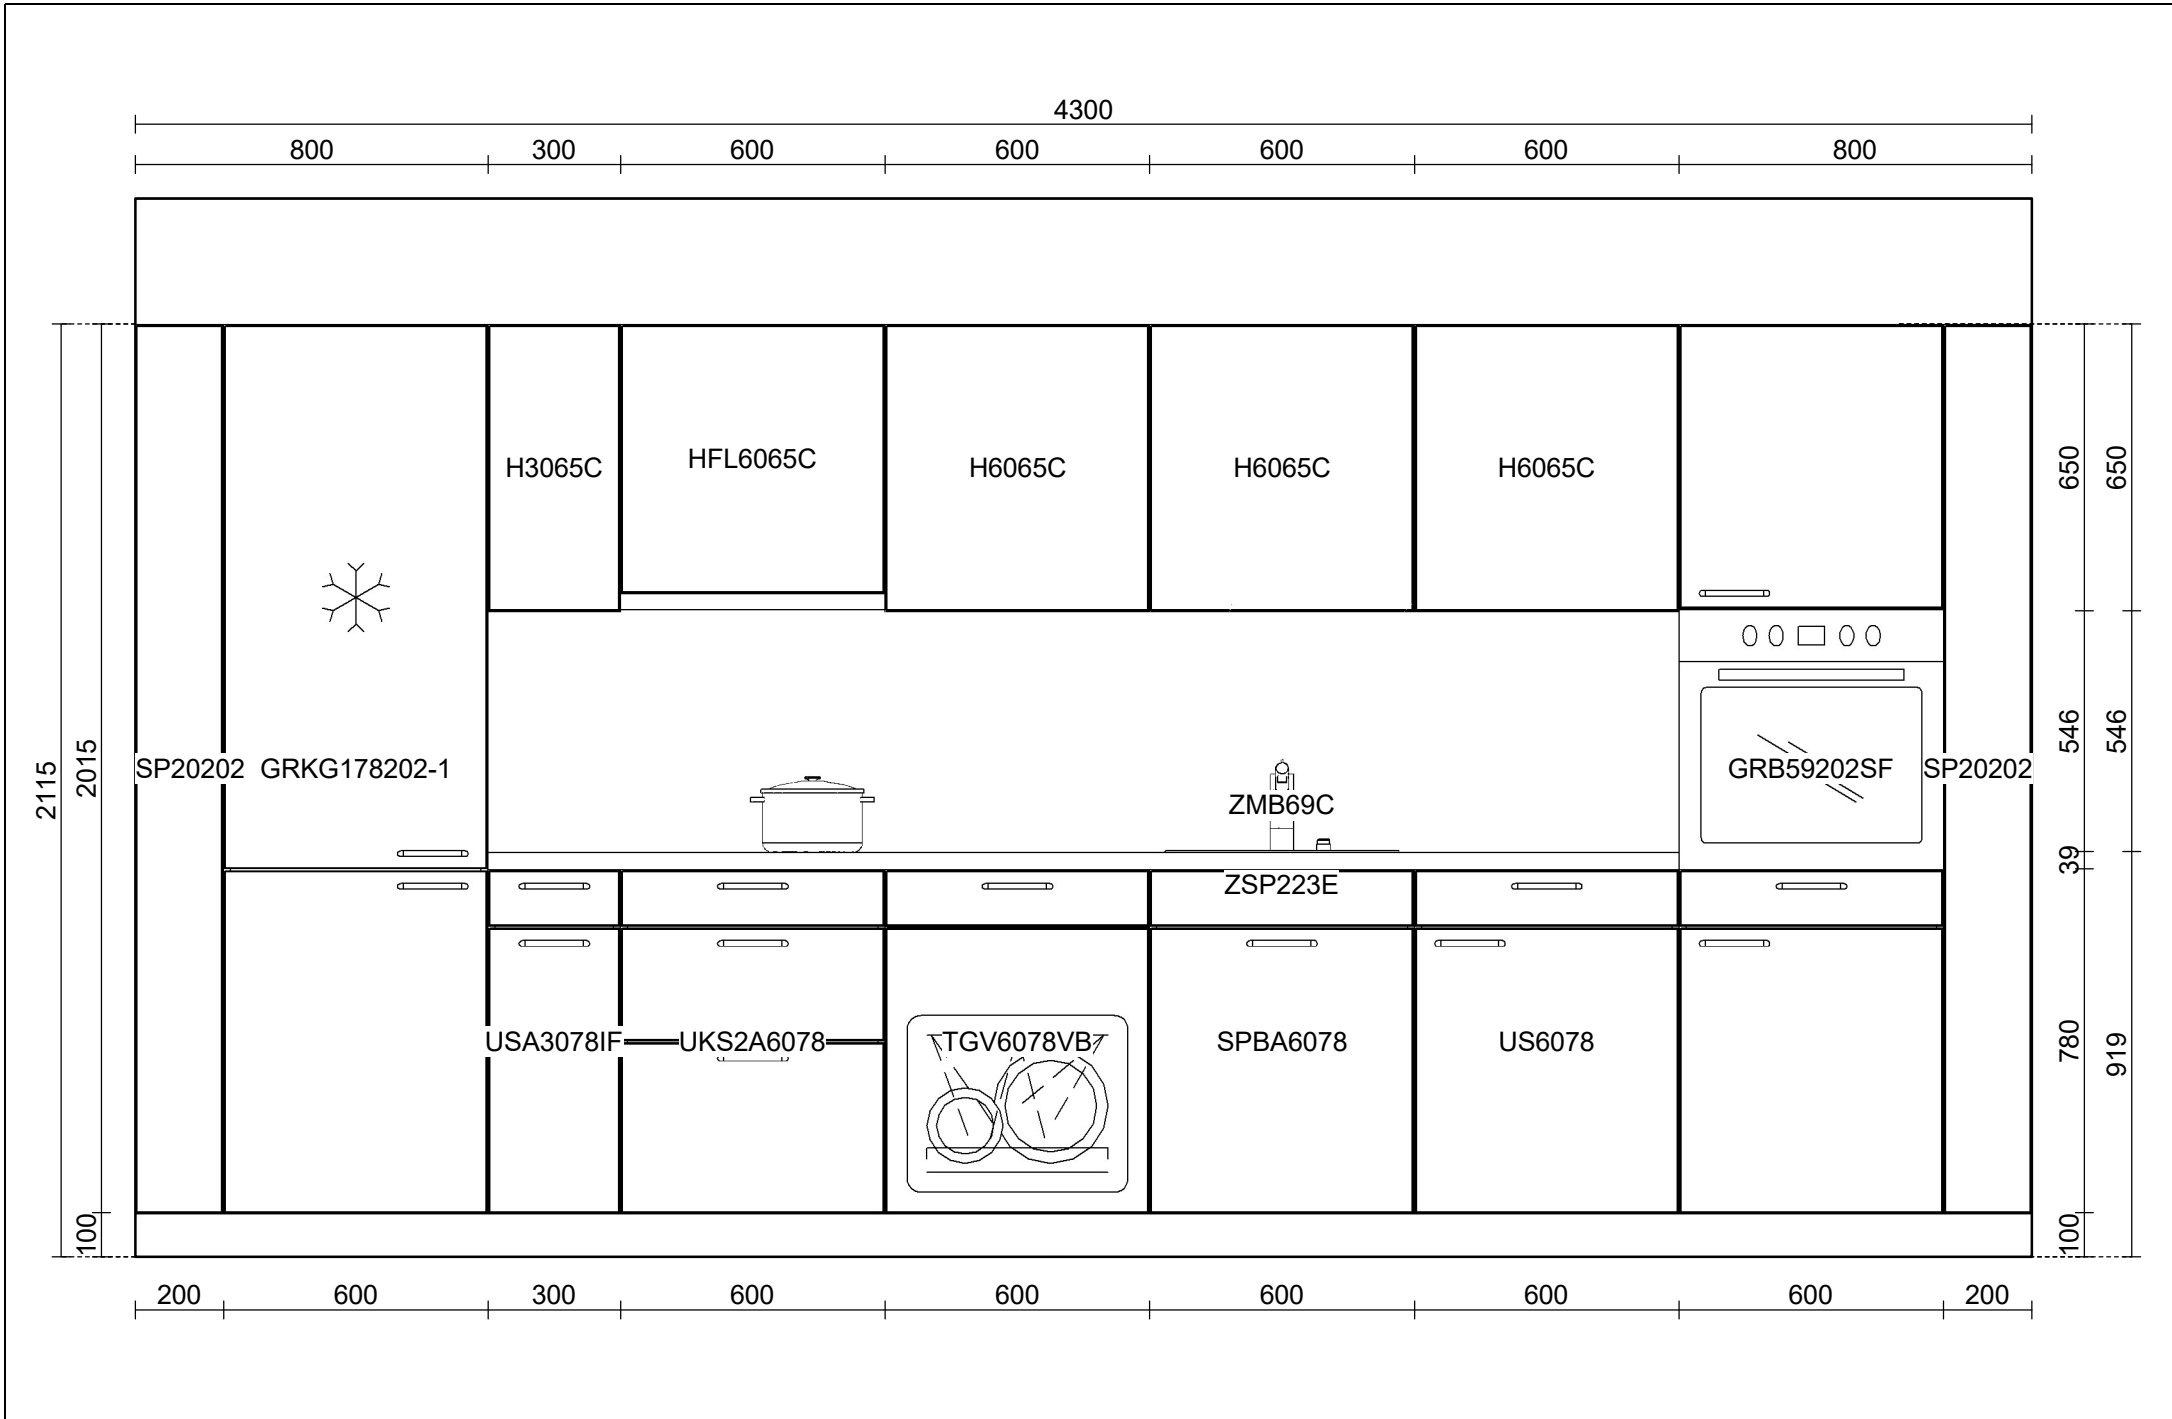 4300
800 300 600 600 600 600 800
H3065C HFL6065C H6065C H6065C H6065C
650 650
2115 2015
SP20202 GRKG178202-1 ZMB69C GRB59202SF SP20202
546 546
39
ZSP223E
USA3078IF UKS2A6078 TGV6078VB SPBA6078 US6078
780 919
100 100
200 600 300 600 600 600 600 600 200